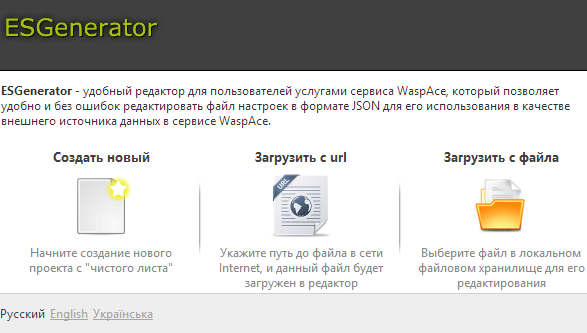 ESGenerator
ESGenerator - удобный редактор для пользователей услугами сервиса WaspAce, который позволяет
удобно и без ошибок редактировать файл настроек в формате JSON для его использования в качестве
внешнего источника данных в сервисе WaspAce.
Создать новый
Начните создание нового
проекта с "чистого листа"
Загрузить с url
URL
Укажите путь до файла в сети
Internet, и данный файл будет
загружен в редактор
Загрузить с файла
Выберите файл в локальном
файловом хранилище для его
редактирования
Русский English Українська